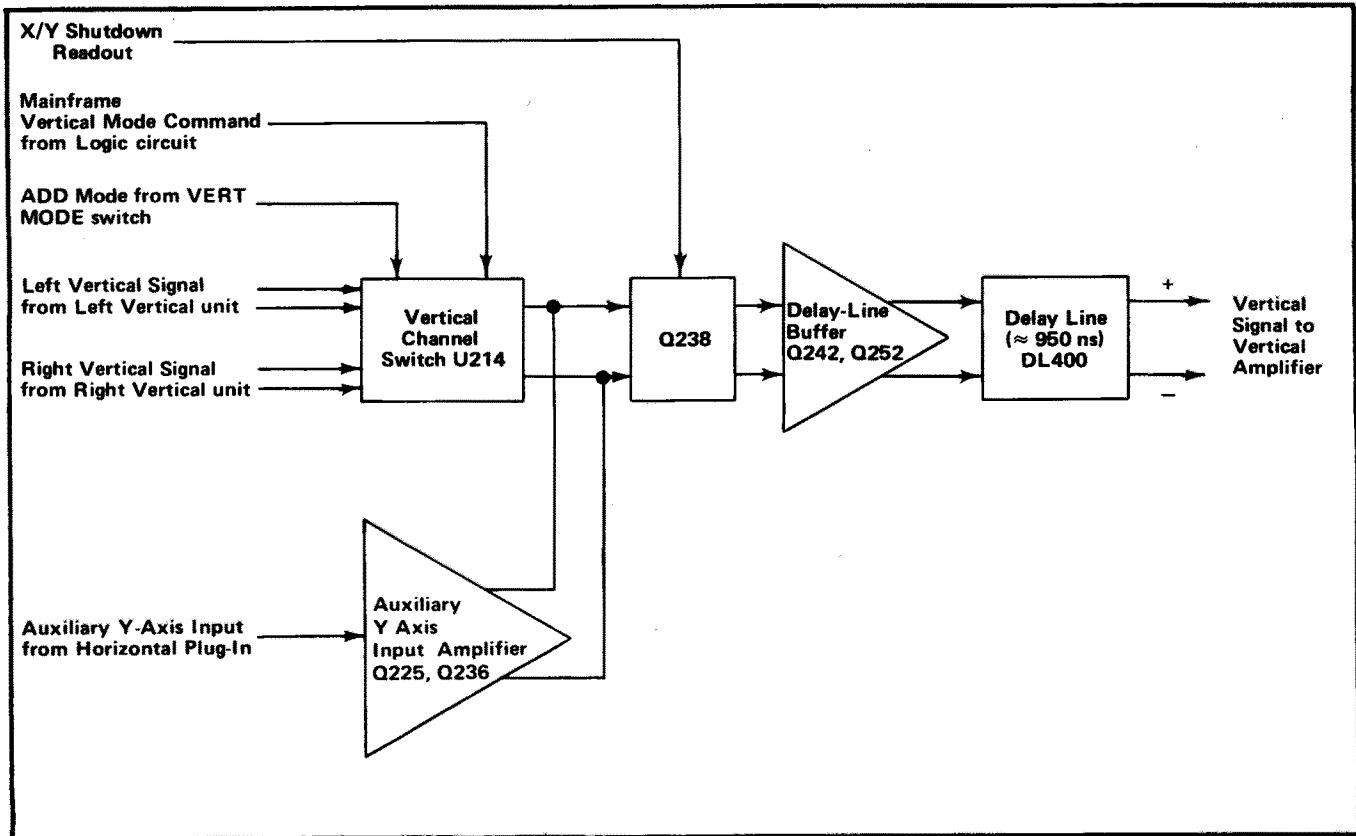 X/Y Shutdown
Readout
Mainframe
Vertical Mode Command
from Logic circuit
ADD Mode from VERT
MODE switch
Left Vertical Signal
from Left Vertical unit
Right Vertical Signal
from Right Vertical unit
Vertical
Channel
Switch U214
Q238
Delay-Line
Buffer
Q242, Q252
Delay Line
(≈ 950 ns)
DL400
+
−
Vertical
Signal to
Vertical
Amplifier
Auxiliary Y-Axis Input
from Horizontal Plug-In
Auxiliary
Y Axis
Input Amplifier
Q225, Q236